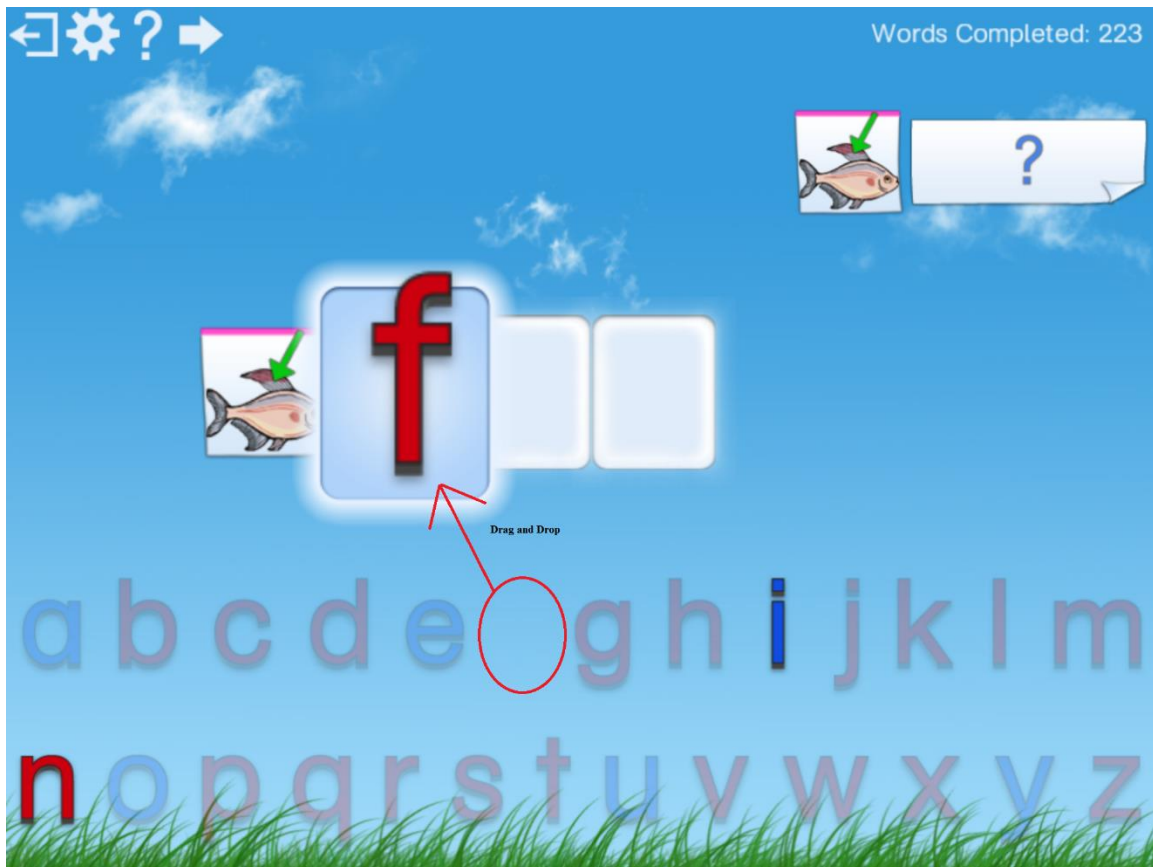 ?
Words Completed: 223
?
f
Drag and Drop
a b c d e g h i j k l m
n o p q r s t u v w x y z